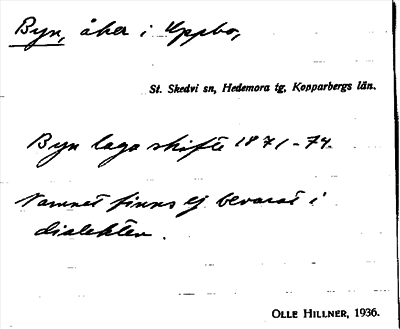 Byn, åker i Uppbo,
St. Skedvi sn, Hedemora tg, Kopparbergs län.
Byn laga skifte 1871-74.
Namnet finns ej bevarat i
dialekten.
OLLE HILLNER, 1936.